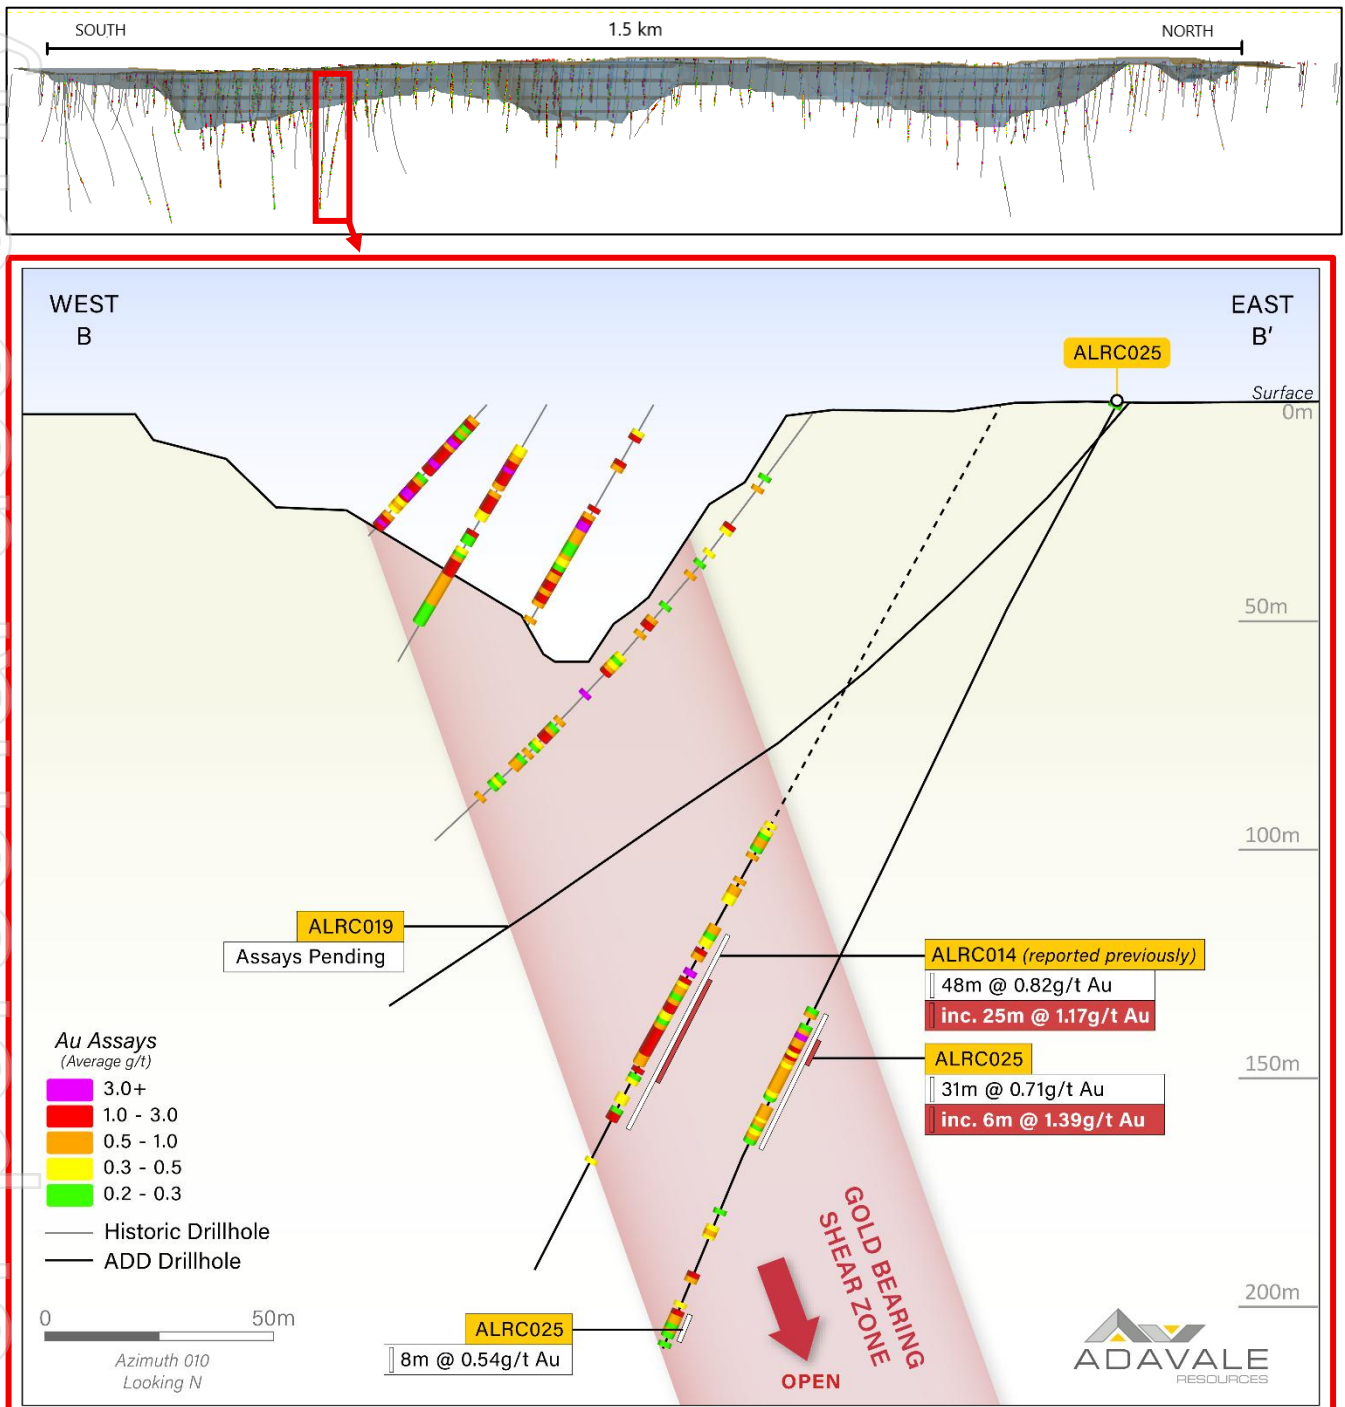 SOUTH
1.5 km
NORTH
WEST
B
EAST
B'
ALRC025
Surface
0m
50m
100m
150m
200m
ALRC019
Assays Pending
ALRC014 (reported previously)
48m @ 0.82g/t Au
inc. 25m @ 1.17g/t Au
ALRC025
31m @ 0.71g/t Au
inc. 6m @ 1.39g/t Au
Au Assays
(Average g/t)
3.0+
1.0 - 3.0
0.5 - 1.0
0.3 - 0.5
0.2 - 0.3
Historic Drillhole
ADD Drillhole
0
50m
Azimuth 010
Looking N
ALRC025
8m @ 0.54g/t Au
GOLD BEARING
SHEAR ZONE
OPEN
ADAVALE
RESOURCES